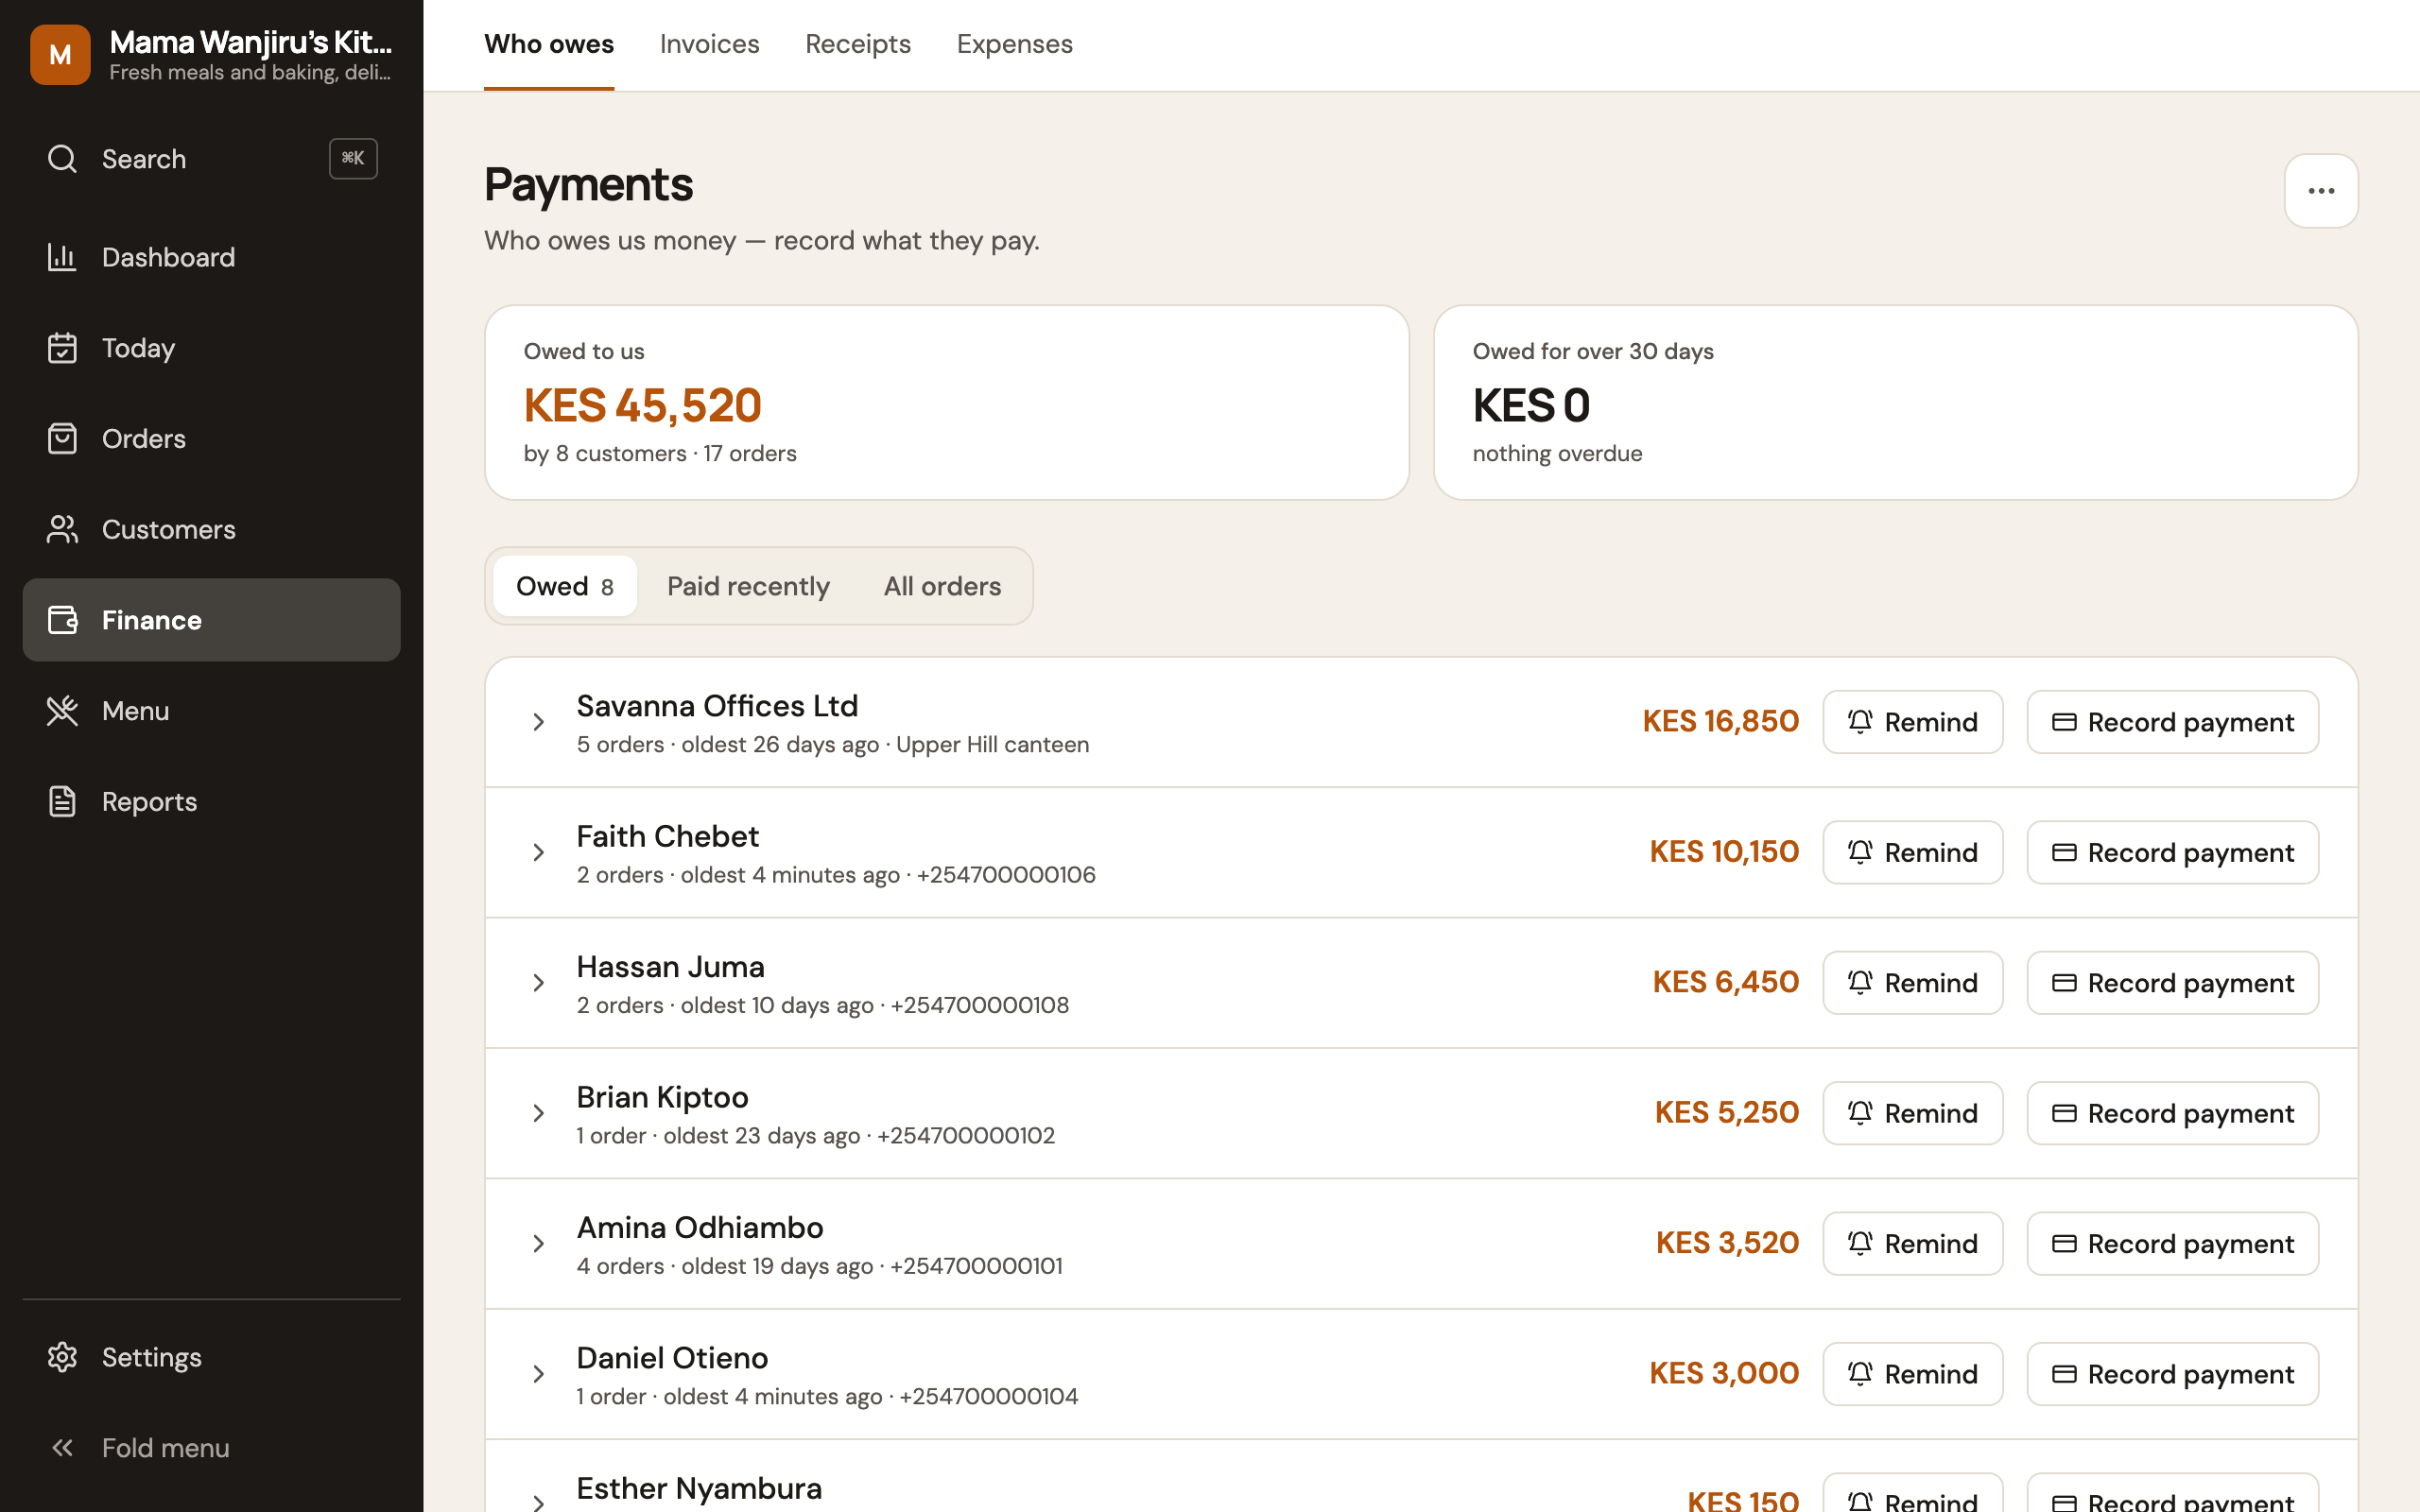 M
Mama Wanjiru's Kit...
Fresh meals and baking, deli...
Search ⌘K
Dashboard
Today
Orders
Customers
Finance
Menu
Reports
Settings
Fold menu
Who owes Invoices Receipts Expenses
Payments
Who owes us money — record what they pay.
Owed to us
KES 45,520
by 8 customers · 17 orders
Owed for over 30 days
KES 0
nothing overdue
Owed 8 Paid recently All orders
Savanna Offices Ltd
5 orders · oldest 26 days ago · Upper Hill canteen
KES 16,850 Remind Record payment
Faith Chebet
2 orders · oldest 4 minutes ago · +254700000106
KES 10,150 Remind Record payment
Hassan Juma
2 orders · oldest 10 days ago · +254700000108
KES 6,450 Remind Record payment
Brian Kiptoo
1 order · oldest 23 days ago · +254700000102
KES 5,250 Remind Record payment
Amina Odhiambo
4 orders · oldest 19 days ago · +254700000101
KES 3,520 Remind Record payment
Daniel Otieno
1 order · oldest 4 minutes ago · +254700000104
KES 3,000 Remind Record payment
Esther Nyambura
KES 150 Remind Record payment